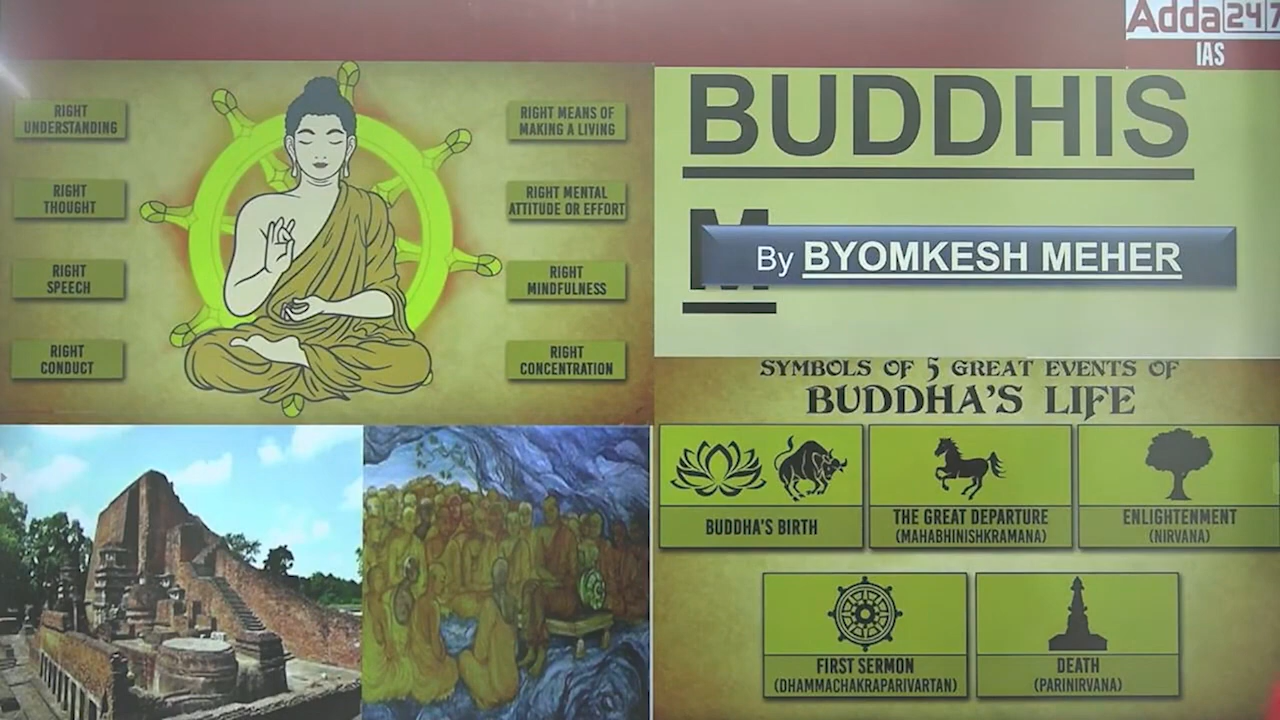 Adda247
IAS
RIGHT
UNDERSTANDING
RIGHT
THOUGHT
RIGHT
SPEECH
RIGHT
CONDUCT
RIGHT MEANS OF
MAKING A LIVING
RIGHT MENTAL
ATTITUDE OR EFFORT
RIGHT
MINDFULNESS
RIGHT
CONCENTRATION
BUDDHIS
M
By BYOMKESH MEHER
SYMBOLS OF 5 GREAT EVENTS OF
BUDDHA'S LIFE
BUDDHA'S BIRTH
THE GREAT DEPARTURE
(MAHABHINISHKRAMANA)
ENLIGHTENMENT
(NIRVANA)
FIRST SERMON
(DHAMMACHAKRAPARIVARTAN)
DEATH
(PARINIRVANA)